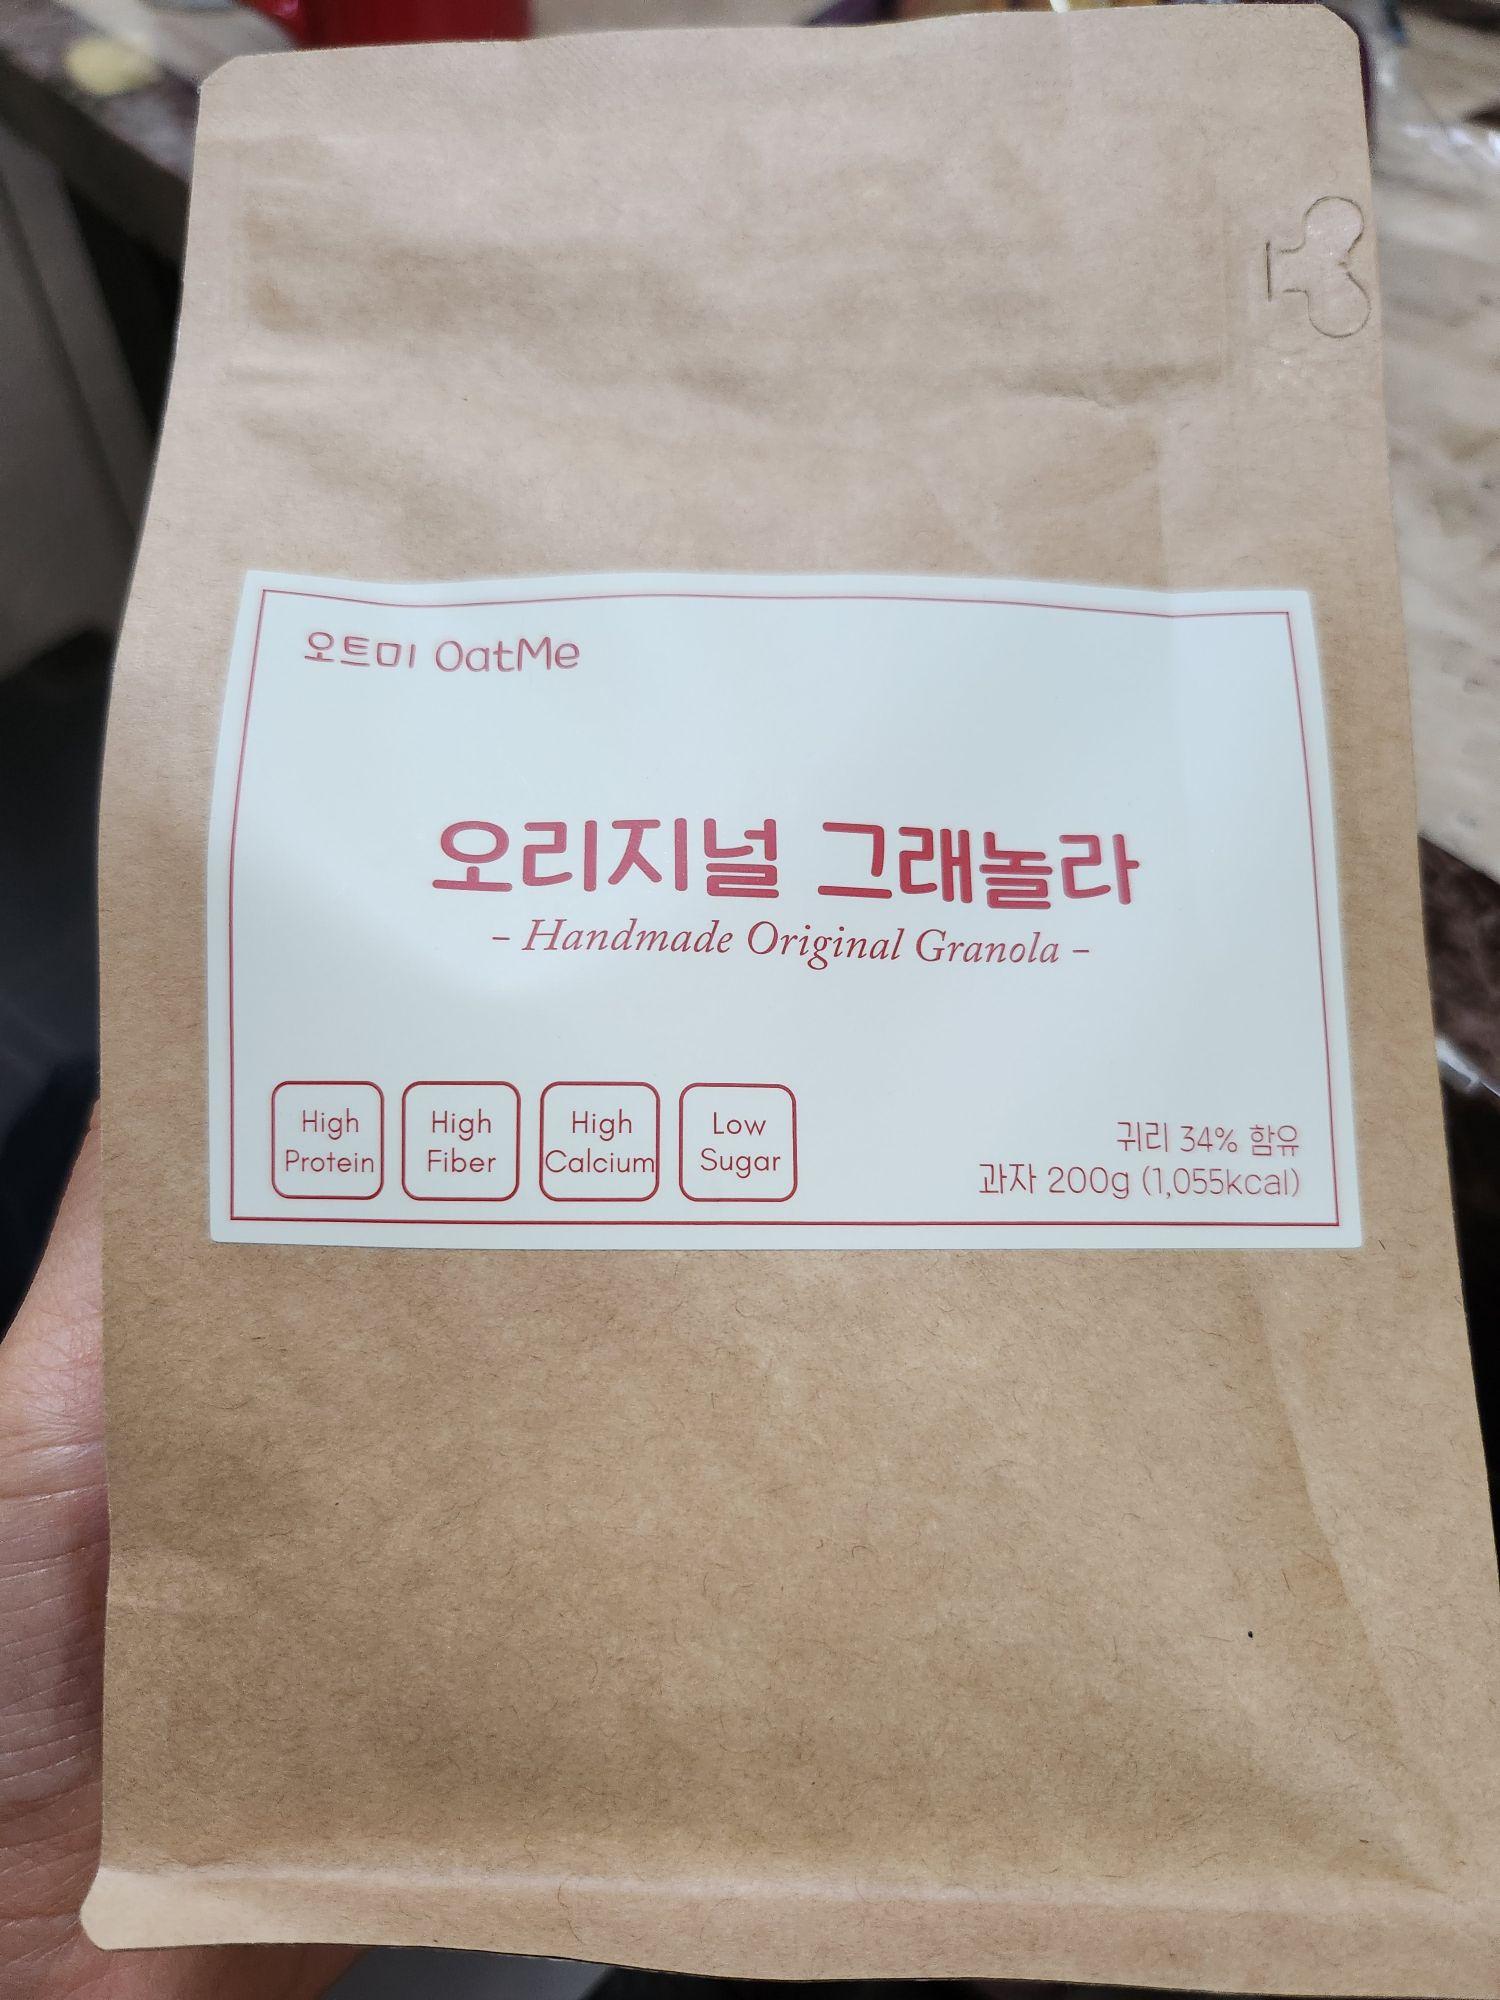 오트미 OatMe
오리지널 그래놀라
- Handmade Original Granola -
High
Protein
High
Fiber
High
Calcium
Low
Sugar
귀리 34% 함유
과자 200g (1,055kcal)